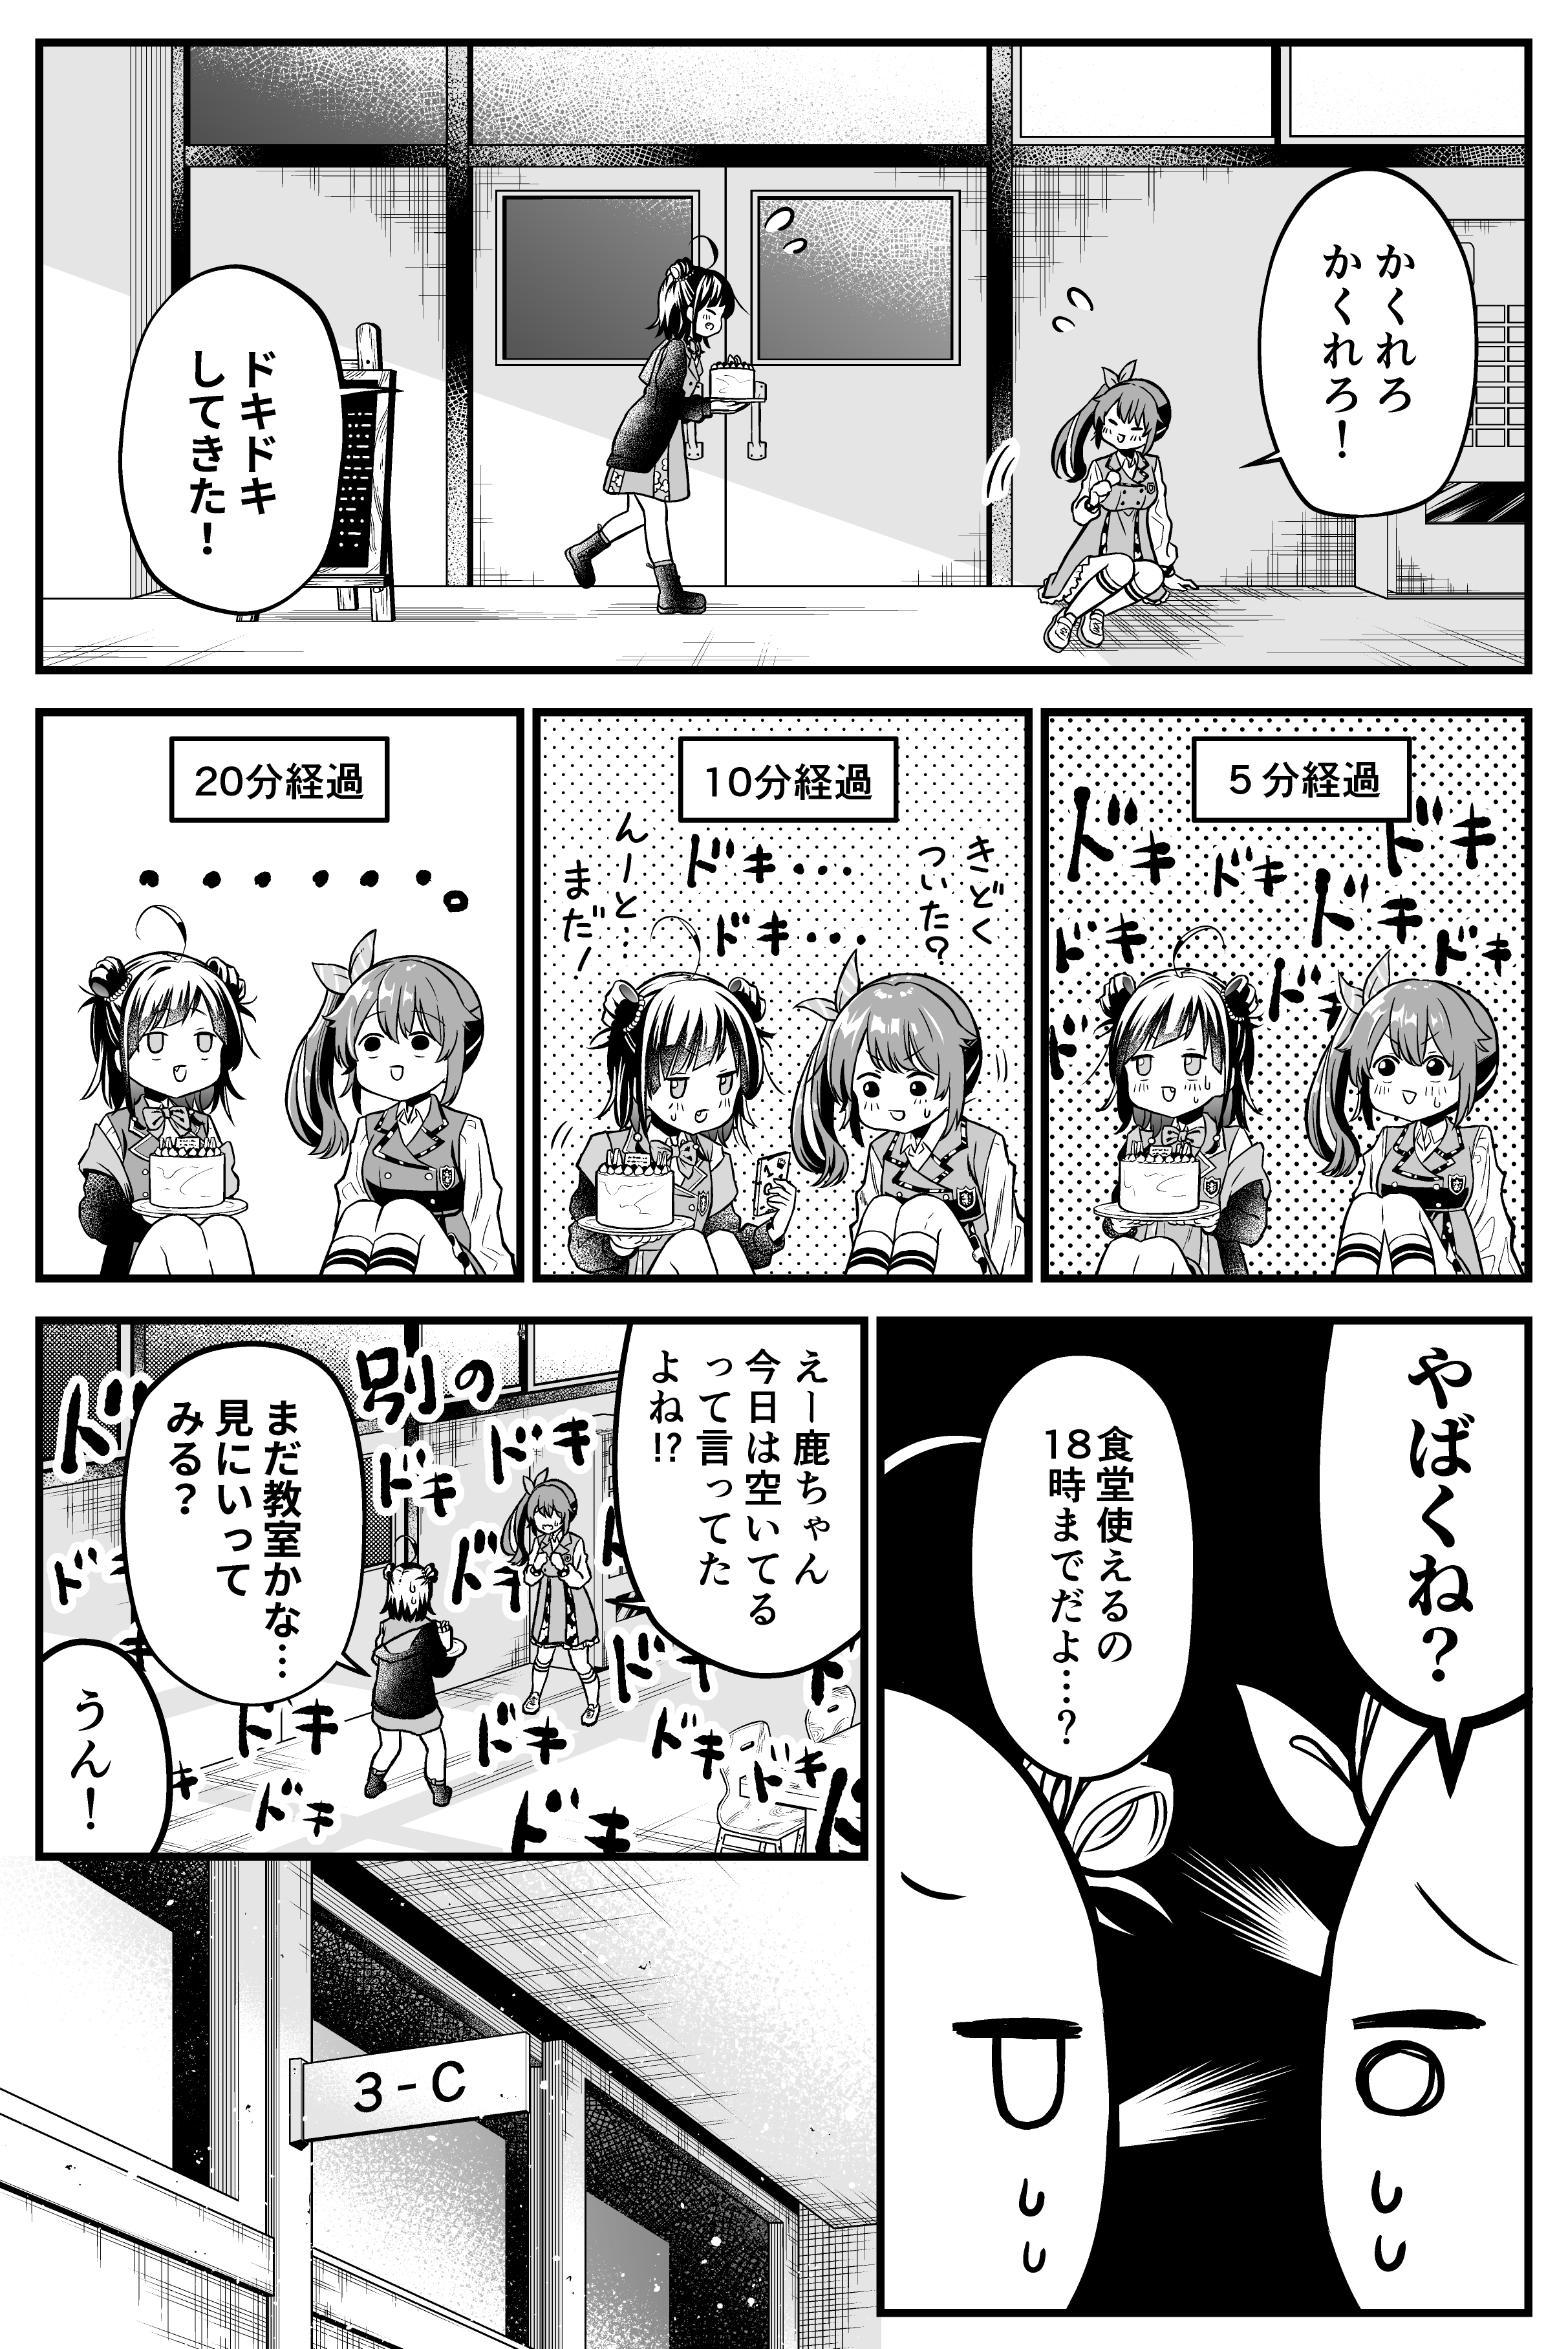 かくれろ
かくれろ！
ドキドキ
してきた！
5分経過
ドキ
ドキ
ドキ
ドキ
ドキ
ドキ
ドキ
ド
10分経過
きどく
ついた？
ドキ・・・
ドキ・・・
んーと…
まだ！
20分経過
・・・・・・。
やばくね？
食堂使えるの
18時までだよ…？
えー鹿ちゃん
今日は空いてる
って言ってた
よね！？
別の
ドキ
ドキ
ドキ
ドキ
ドキ
ドキ
ドキ
ドキ
ドキ
ドキ
ドキ
まだ教室かな…
見にいって
みる？
うん！
3-C